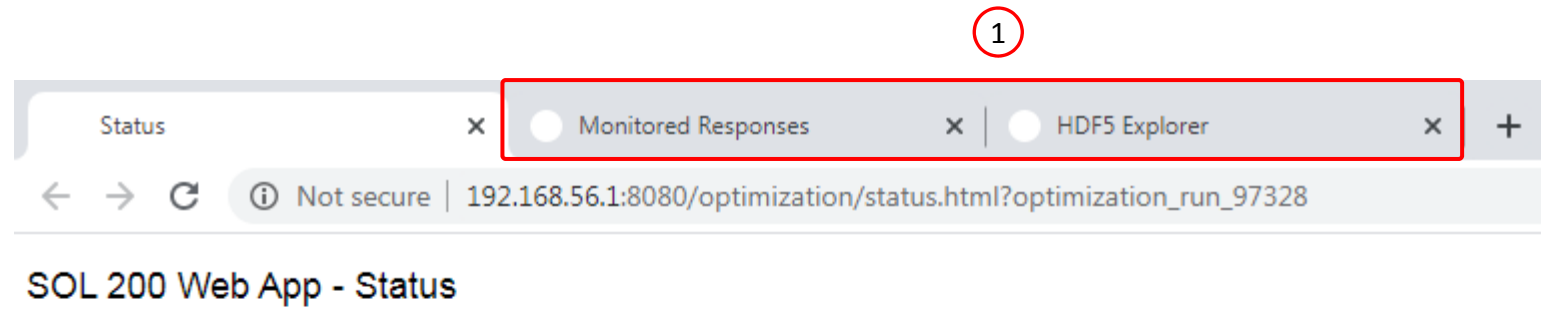 1
Status Monitored Responses HDF5 Explorer
Not secure 192.168.56.1:8080/optimization/status.html?optimization_run_97328
SOL 200 Web App - Status